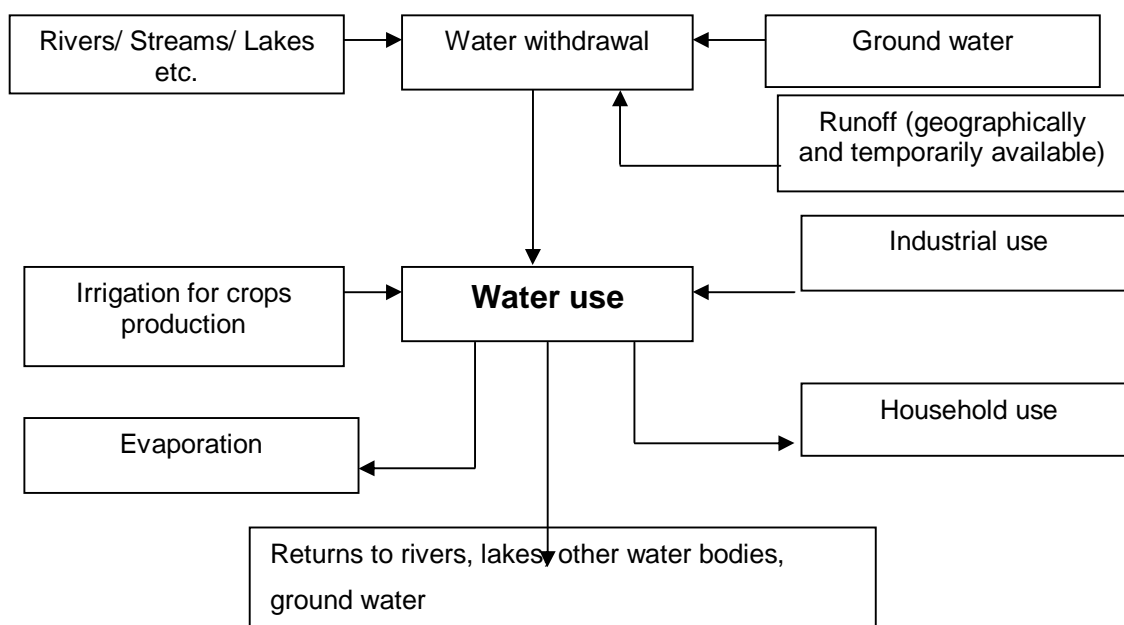 Rivers/ Streams/ Lakes
etc.
Water withdrawal
Ground water
Runoff (geographically
and temporarily available)
Industrial use
Irrigation for crops
production
Water use
Household use
Evaporation
Returns to rivers, lakes, other water bodies,
ground water